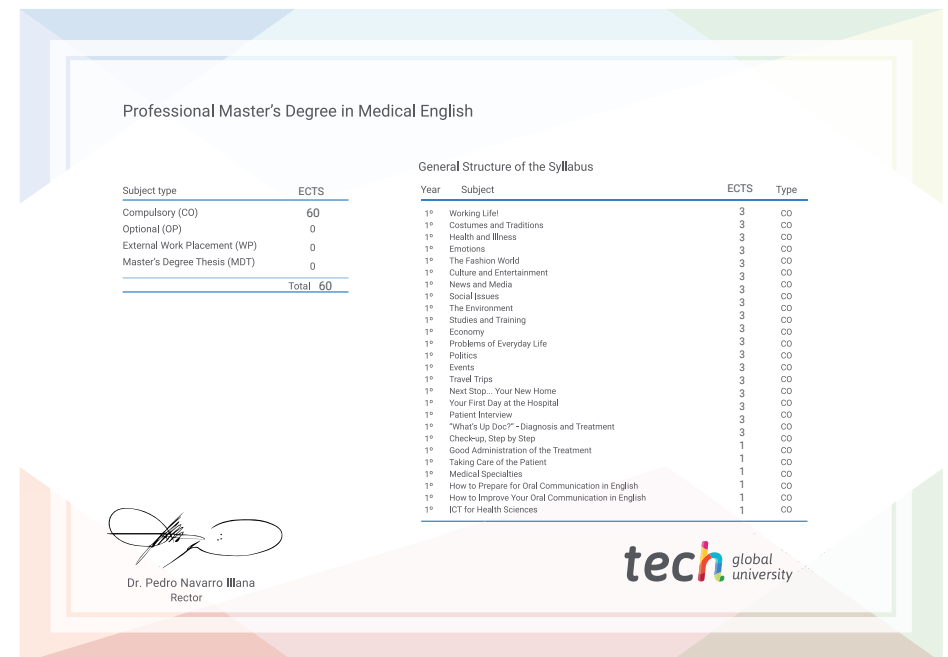 Professional Master's Degree in Medical English
General Structure of the Syllabus
Subject type ECTS
Compulsory (CO) 60
Optional (OP) 0
External Work Placement (WP) 0
Master's Degree Thesis (MDT) 0
Total 60
Year Subject ECTS Type
1º Working Life! 3 CO
1º Costumes and Traditions 3 CO
1º Health and Illness 3 CO
1º Emotions 3 CO
1º The Fashion World 3 CO
1º Culture and Entertainment 3 CO
1º News and Media 3 CO
1º Social Issues CO
1º The Environment 3 CO
1º Studies and Training 3 CO
1º Economy 3 CO
1º Problems of Everyday Life 3 CO
1º Politics 3 CO
1º Events 3 CO
1º Travel Trips 3 CO
1º Next Stop... Your New Home 3 CO
1º Your First Day at the Hospital 3 CO
1º Patient Interview 3 CO
1º "What's Up Doc?" - Diagnosis and Treatment CO
1º Check-up, Step by Step 3 CO
1º Good Administration of the Treatment 1 CO
1º Taking Care of the Patient 1 CO
1º Medical Specialties 1 CO
1º How to Prepare for Oral Communication in English 1 CO
1º How to Improve Your Oral Communication in English 1 CO
1º ICT for Health Sciences 1 CO
Dr. Pedro Navarro Illana
Rector
tech global
university